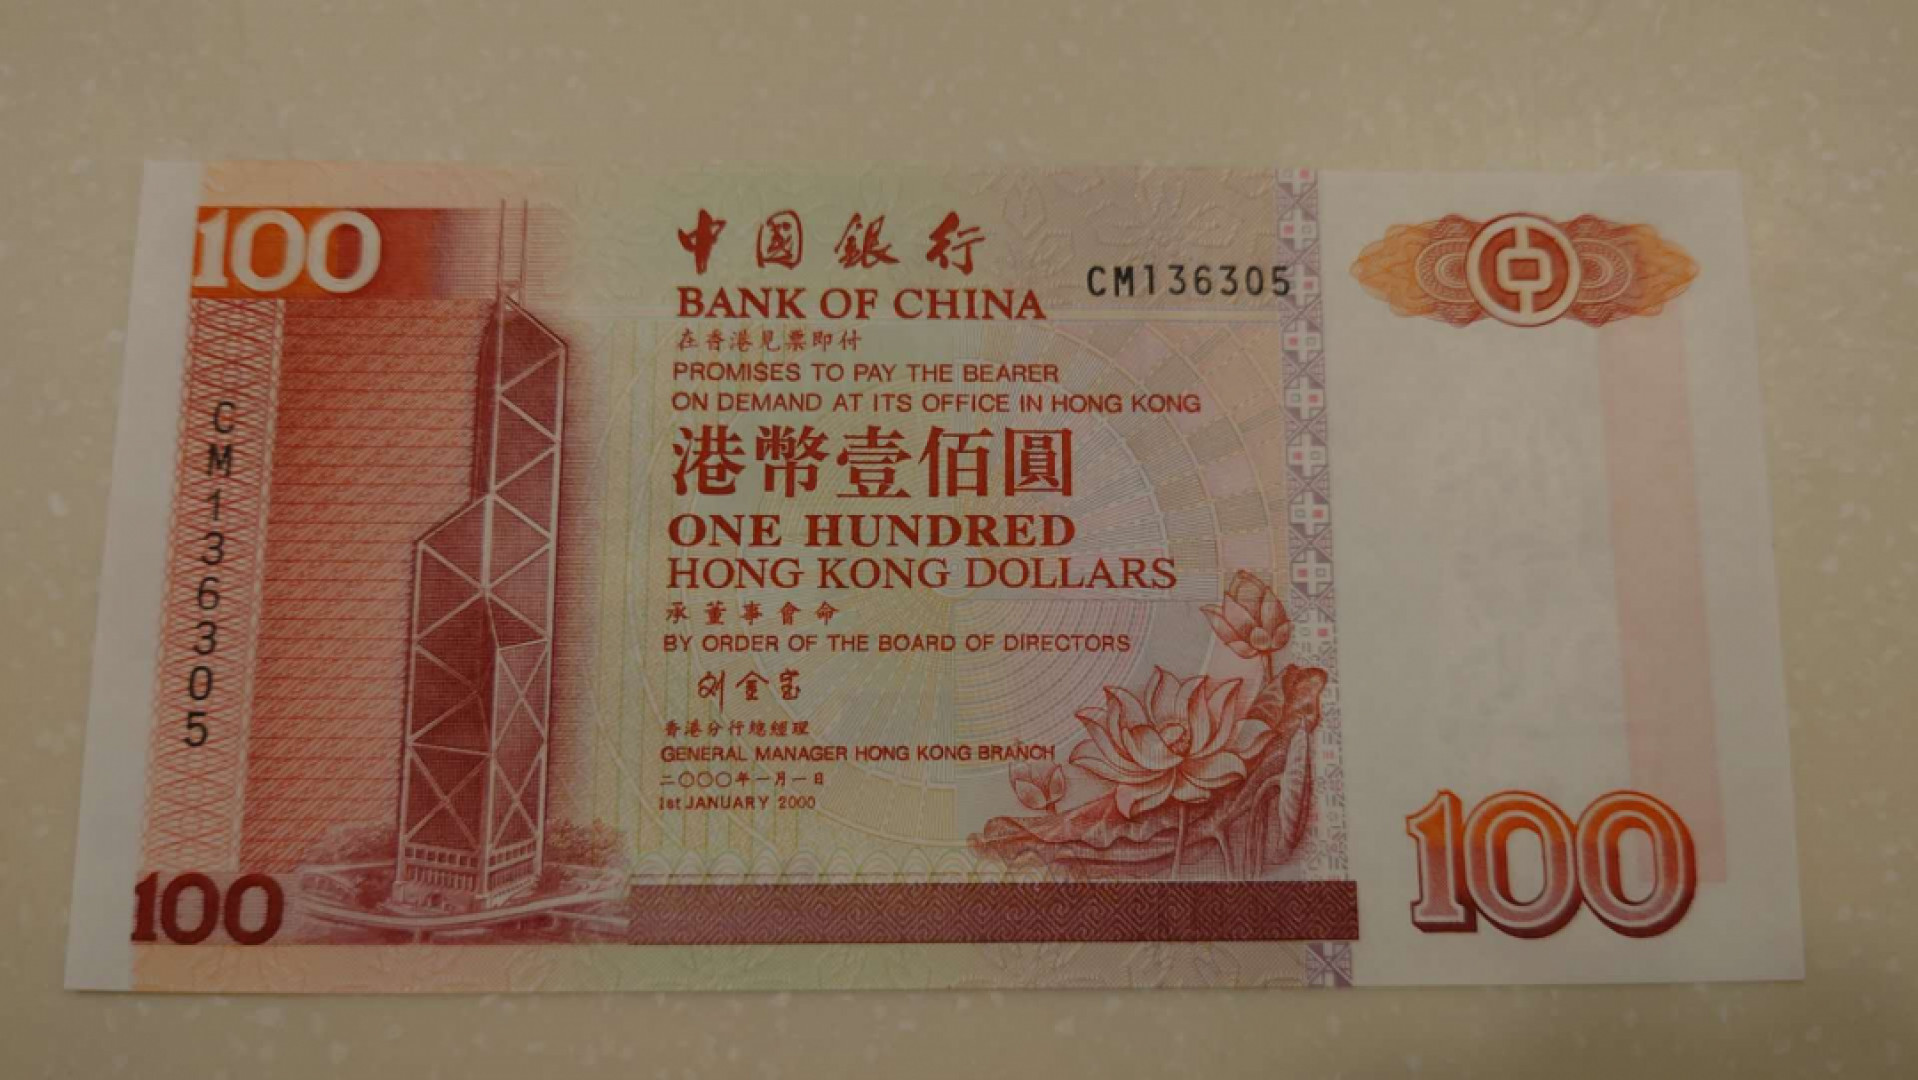 100
中國銀行
BANK OF CHINA
CM136305
在香港見票即付
PROMISES TO PAY THE BEARER
ON DEMAND AT ITS OFFICE IN HONG KONG
港幣壹佰圓
ONE HUNDRED
HONG KONG DOLLARS
承董事會命
BY ORDER OF THE BOARD OF DIRECTORS
刘金宝
香港分行總經理
GENERAL MANAGER HONG KONG BRANCH
二〇〇〇年一月一日
1st JANUARY 2000
CM136305
100
100